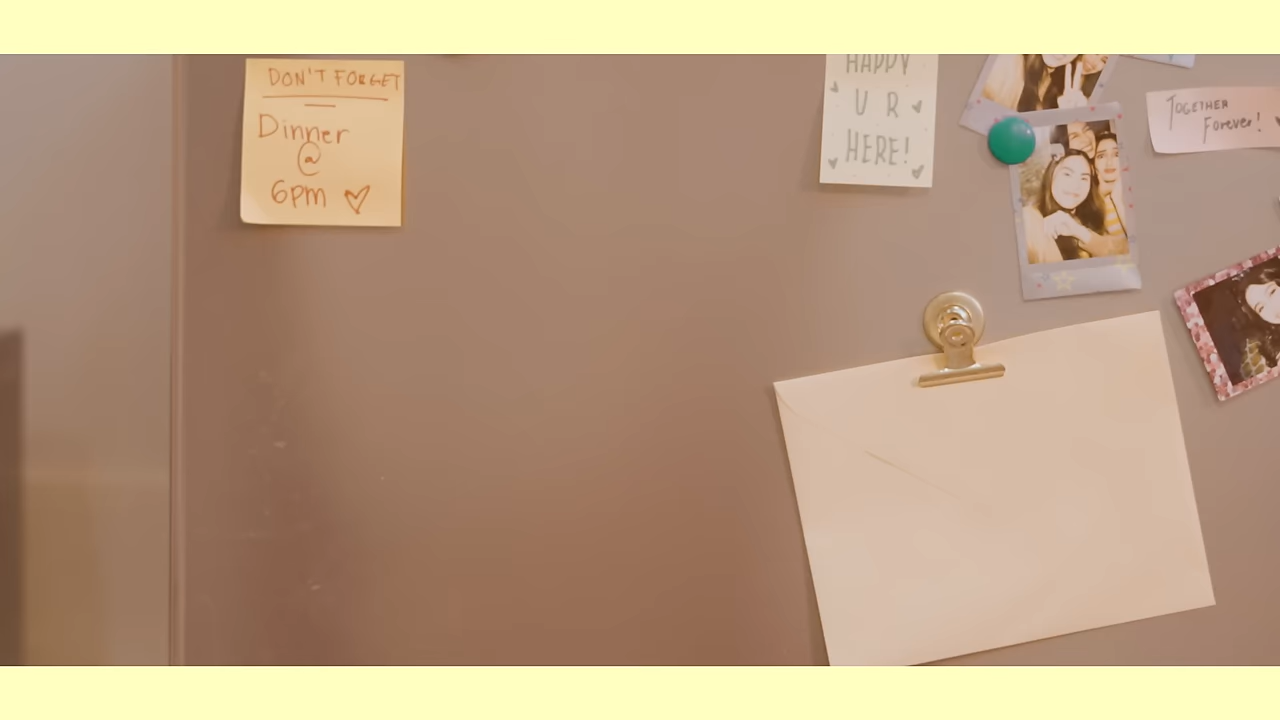 DON'T FORGET
Dinner
@
6pm ♡
HAPPY
U R
HERE!
TOGETHER
Forever!